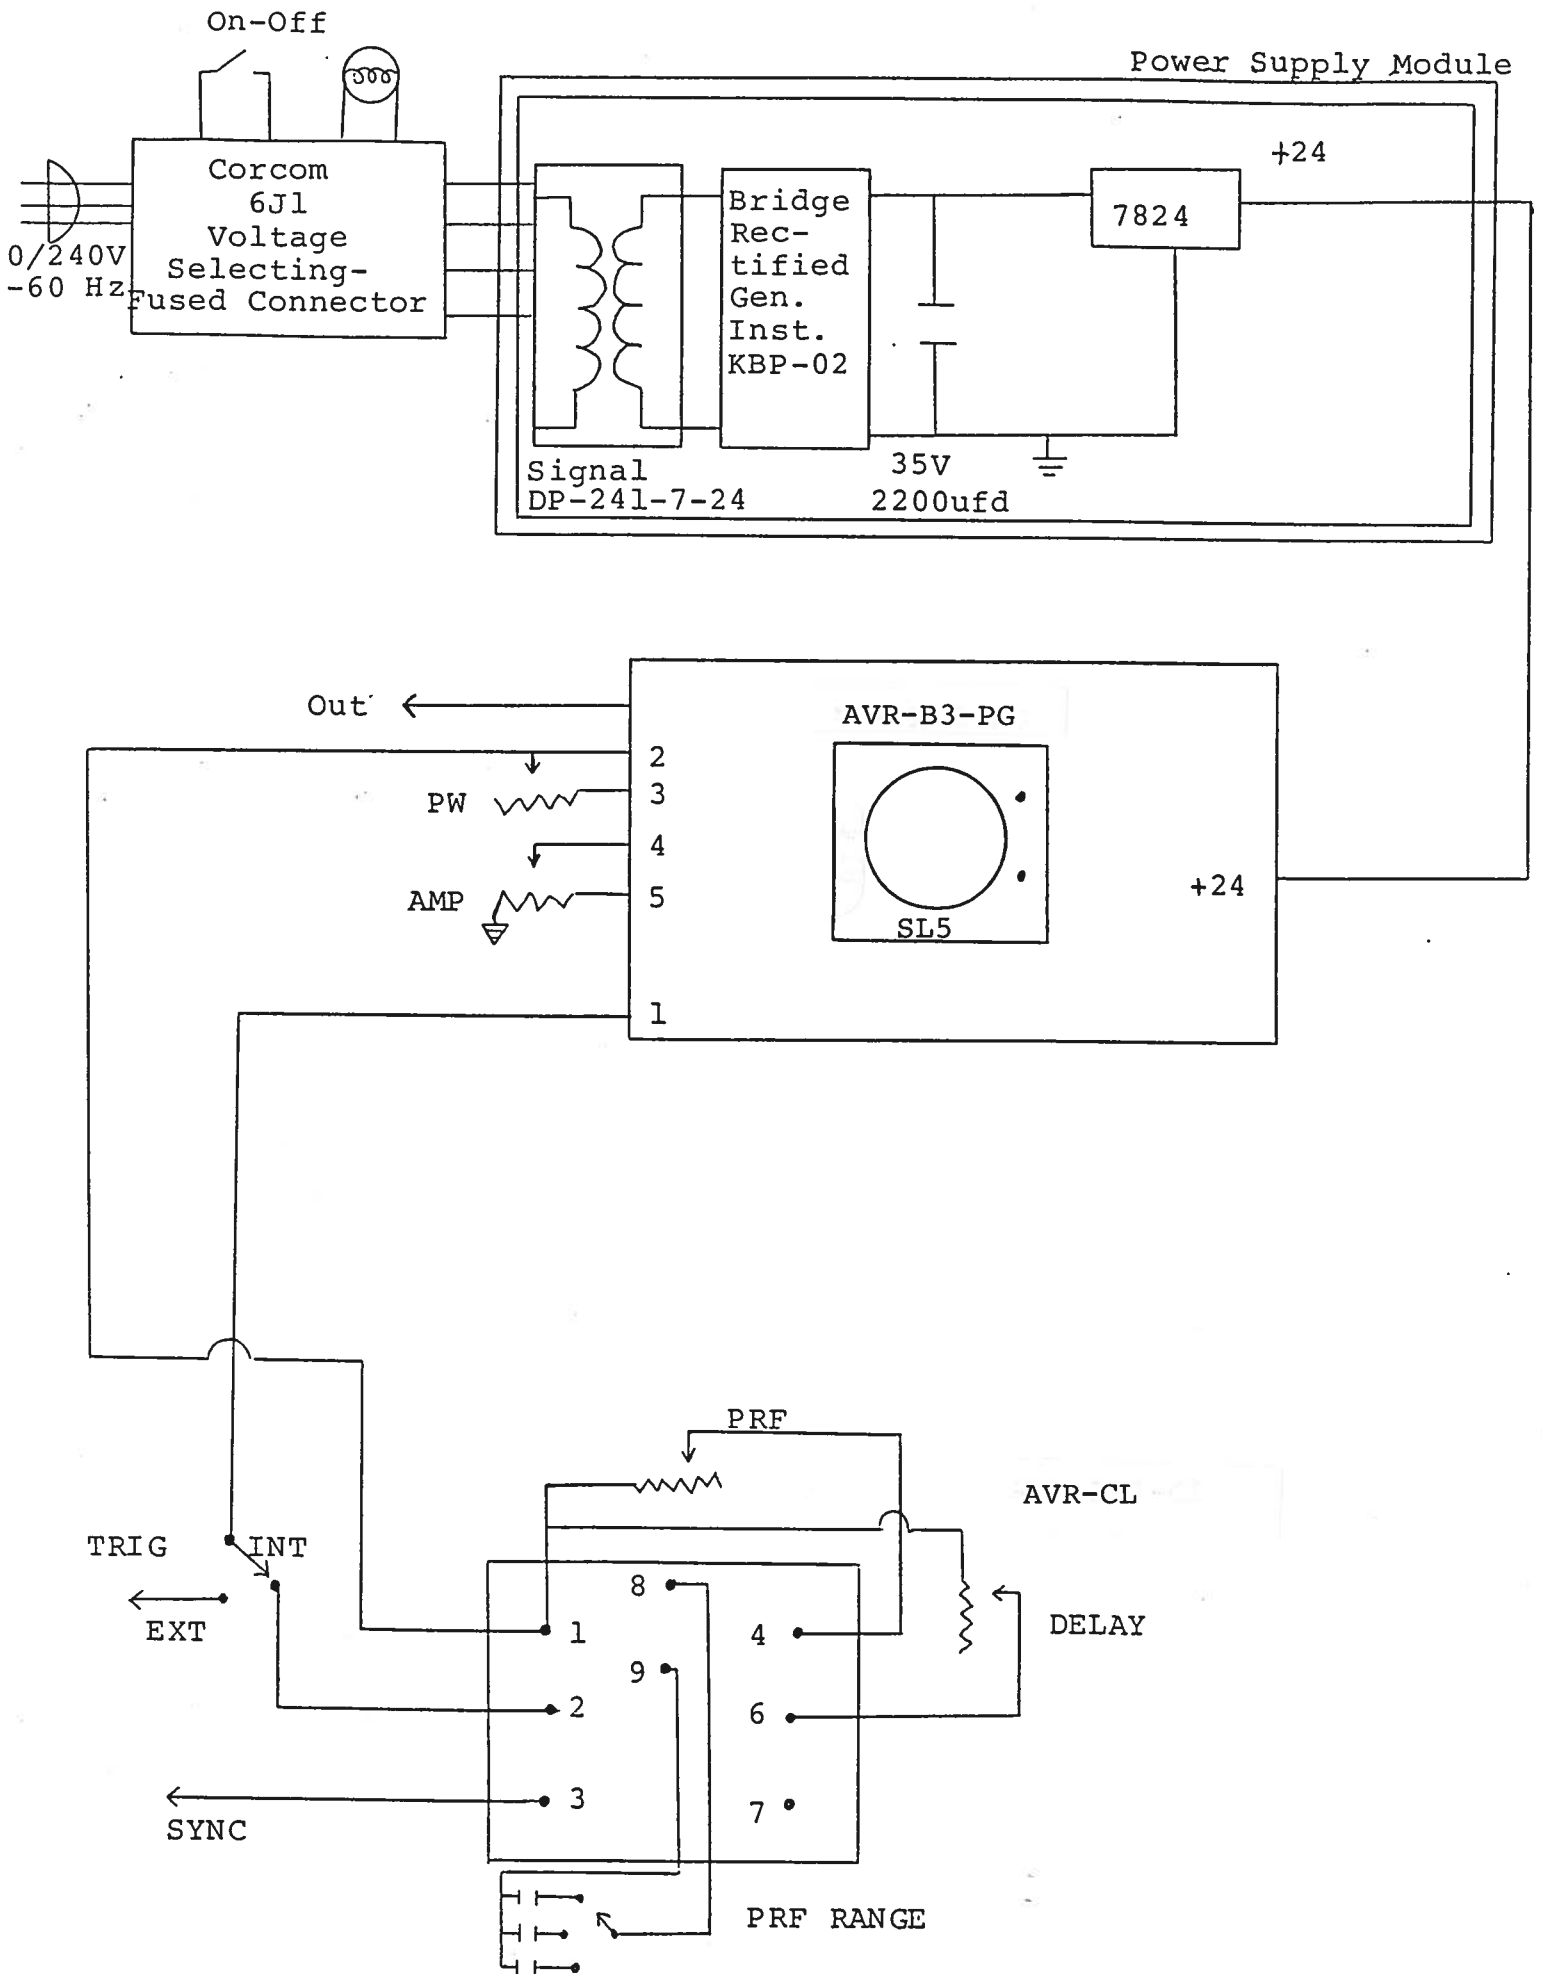 On-Off
Power Supply Module
Corcom
6J1
Voltage
Selecting-
Fused Connector
0/240V
-60 Hz
Bridge
Rec-
tified
Gen.
Inst.
KBP-02
7824
+24
Signal
DP-241-7-24
35V
2200ufd
Out
AVR-B3-PG
2
PW
3
4
AMP
5
SL5
+24
1
PRF
AVR-CL
TRIG
INT
EXT
8
1
4
DELAY
9
2
6
3
7
SYNC
PRF RANGE